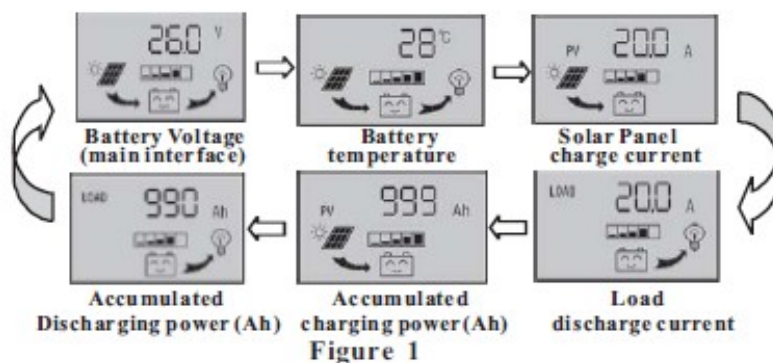 26.0 V
28 °C
PV 20.0 A
Battery Voltage
(main interface)
Battery
temperature
Solar Panel
charge current
LOAD 990 Ah
PV 999 Ah
LOAD 20.0 A
Accumulated
Discharging power (Ah)
Accumulated
charging power (Ah)
Load
discharge current
Figure 1